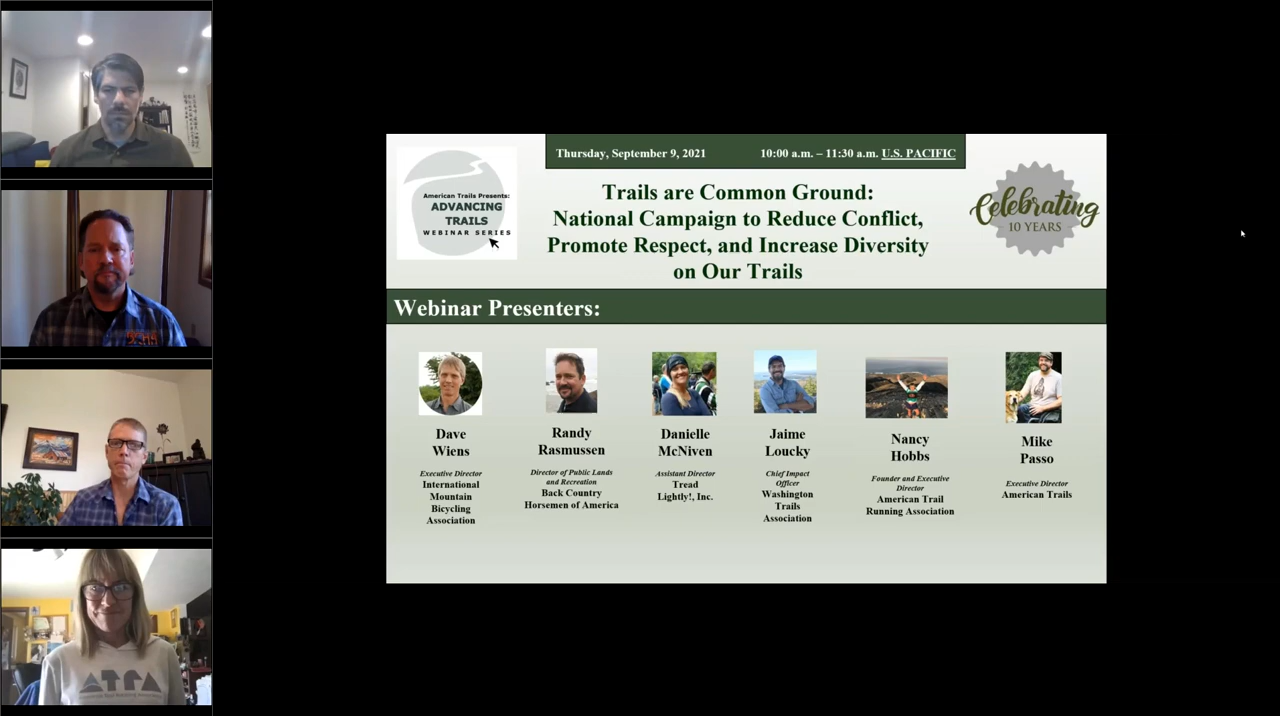 Thursday, September 9, 2021
10:00 a.m. – 11:30 a.m. U.S. PACIFIC
American Trails Presents:
ADVANCING
TRAILS
WEBINAR SERIES
Trails are Common Ground:
National Campaign to Reduce Conflict,
Promote Respect, and Increase Diversity
on Our Trails
Celebrating
10 YEARS
Webinar Presenters:
Dave
Wiens
Executive Director
International
Mountain
Bicycling
Association
Randy
Rasmussen
Director of Public Lands
and Recreation
Back Country
Horsemen of America
Danielle
McNiven
Assistant Director
Tread
Lightly!, Inc.
Jaime
Loucky
Chief Impact
Officer
Washington
Trails
Association
Nancy
Hobbs
Founder and Executive
Director
American Trail
Running Association
Mike
Passo
Executive Director
American Trails
ATRA